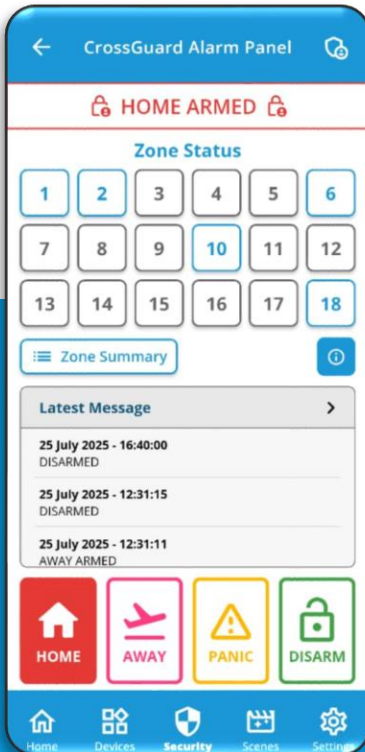 CrossGuard Alarm Panel
HOME ARMED
Zone Status
1 2 3 4 5 6
7 8 9 10 11 12
13 14 15 16 17 18
Zone Summary
Latest Message
25 July 2025 - 16:40:00
DISARMED
25 July 2025 - 12:31:15
DISARMED
25 July 2025 - 12:31:11
AWAY ARMED
HOME AWAY PANIC DISARM
Home Devices Security Scenes Settings